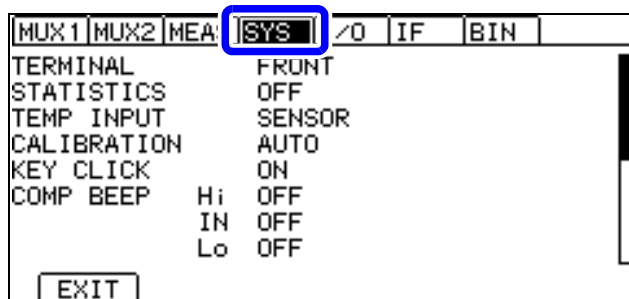 MUX1 MUX2 MEA SYS /O IF BIN
TERMINAL FRONT
STATISTICS OFF
TEMP INPUT SENSOR
CALIBRATION AUTO
KEY CLICK ON
COMP BEEP Hi OFF
IN OFF
Lo OFF
EXIT